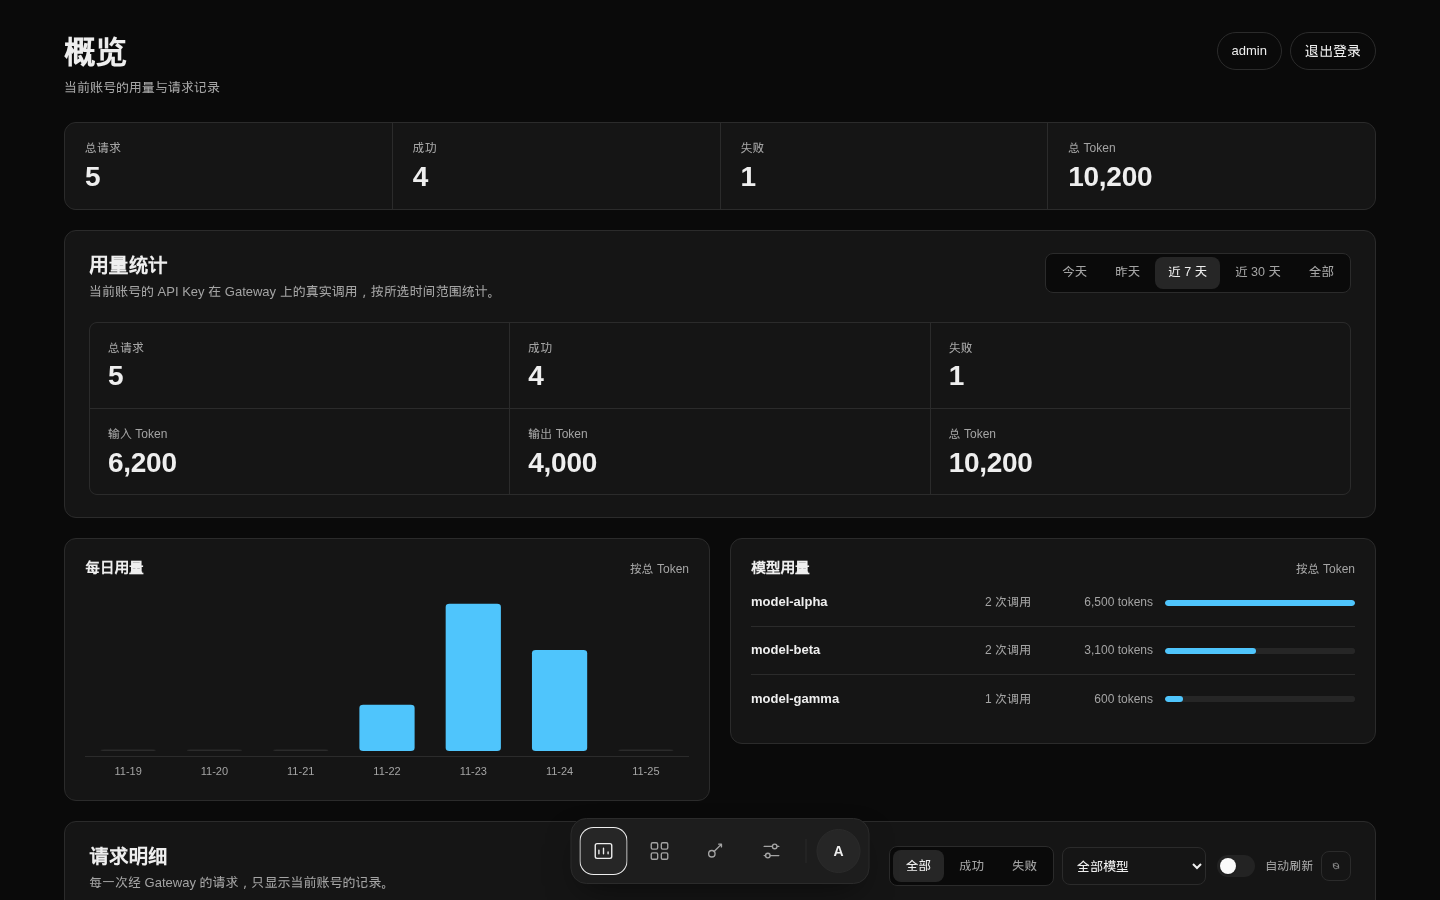 概览
当前账号的用量与请求记录
admin
退出登录
总请求
5
成功
4
失败
1
总 Token
10,200
用量统计
当前账号的 API Key 在 Gateway 上的真实调用，按所选时间范围统计。
今天 昨天 近 7 天 近 30 天 全部
总请求
5
成功
4
失败
1
输入 Token
6,200
输出 Token
4,000
总 Token
10,200
每日用量
按总 Token
11-19 11-20 11-21 11-22 11-23 11-24 11-25
模型用量
按总 Token
model-alpha 2 次调用 6,500 tokens
model-beta 2 次调用 3,100 tokens
model-gamma 1 次调用 600 tokens
请求明细
每一次经 Gateway 的请求，只显示当前账号的记录。
A
全部 成功 失败
全部模型
自动刷新